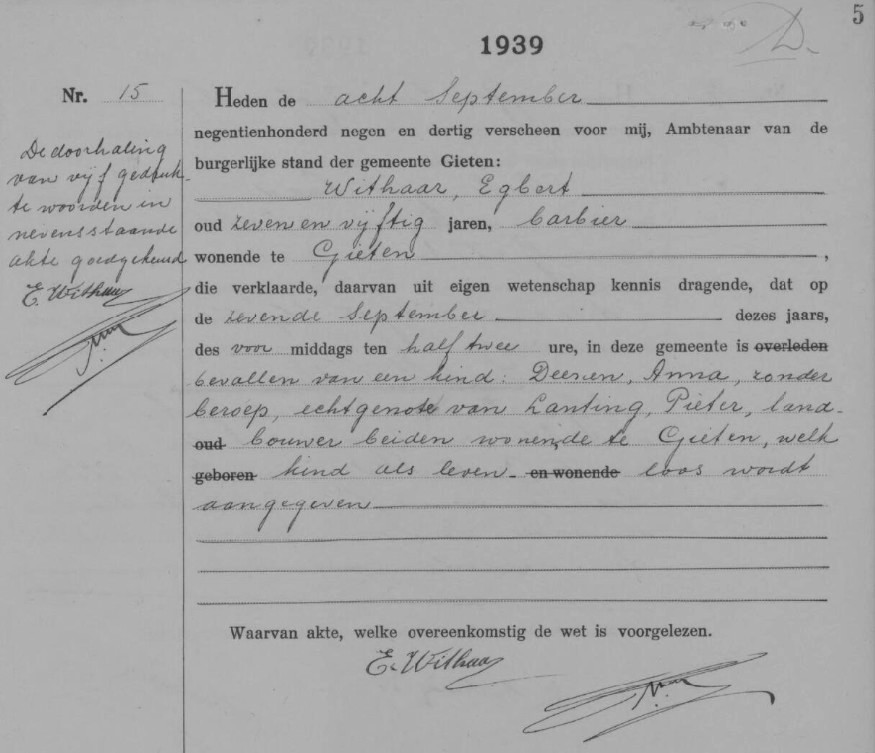 5
1939
D.
Nr. 15
De doorhaling
van vijf gedruk-
te woorden in
nevensstaande
akte goedgekeurd
E. Withaar
Heden de acht September
negentienhonderd negen en dertig verscheen voor mij, Ambtenaar van de
burgerlijke stand der gemeente Gieten:
Withaar, Egbert
oud zeven en vijftig jaren, barbier
wonende te Gieten,
die verklaarde, daarvan uit eigen wetenschap kennis dragende, dat op
de zevende September dezes jaars,
des voor middags ten half twee ure, in deze gemeente is overleden
bevallen van een kind: Deenen, Anna, zonder
beroep, echtgenote van Lanting, Pieter, land-
oud bouwer beiden wonende te Gieten, welk
geboren kind als leven- en wonende loos wordt
aangegeven
Waarvan akte, welke overeenkomstig de wet is voorgelezen.
E. Withaar